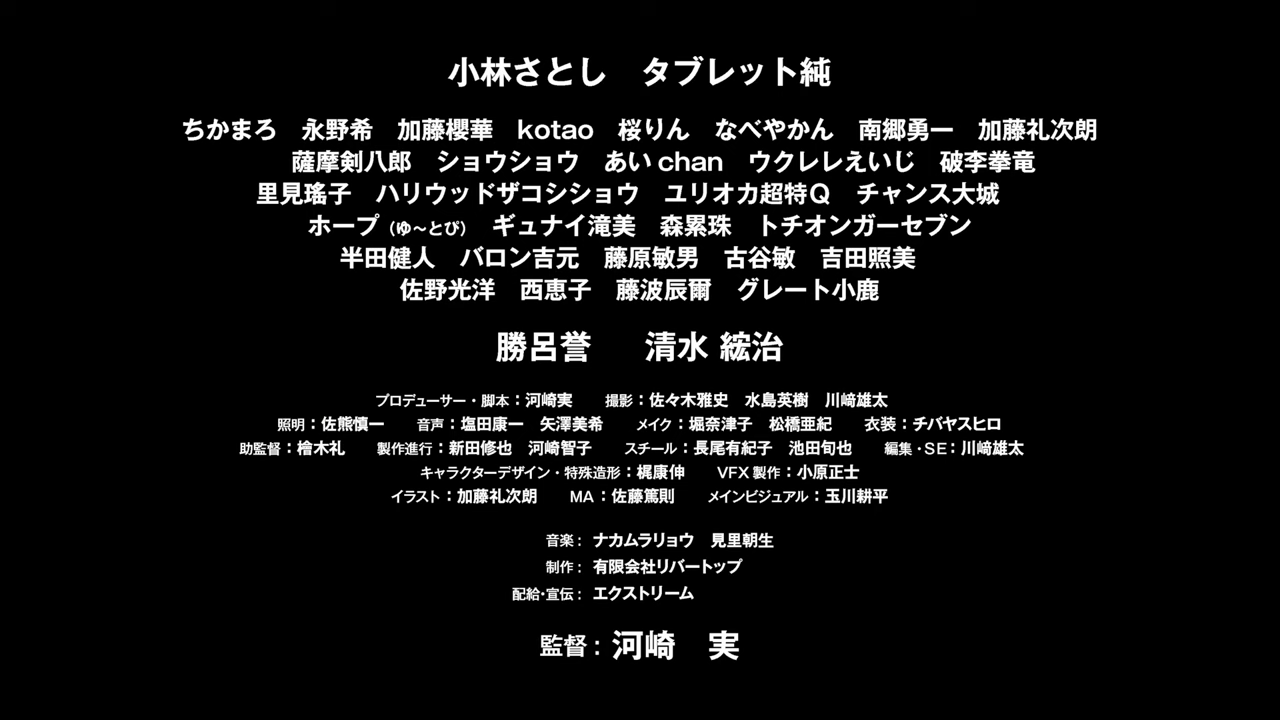 小林さとし　タブレット純
ちかまろ　永野希　加藤櫻華　kotao　桜りん　なべやかん　南郷勇一　加藤礼次朗
薩摩剣八郎　ショウショウ　あいchan　ウクレレえいじ　破李拳竜
里見瑤子　ハリウッドザコシショウ　ユリオカ超特Q　チャンス大城
ホープ（ゆ～とぴ）　ギュナイ滝美　森累珠　トチオンガーセブン
半田健人　バロン吉元　藤原敏男　古谷敏　吉田照美
佐野光洋　西恵子　藤波辰爾　グレート小鹿
勝呂誉　清水 綋治
プロデューサー・脚本：河崎実　撮影：佐々木雅史　水島英樹　川﨑雄太
照明：佐熊慎一　音声：塩田康一　矢澤美希　メイク：堀奈津子　松橋亜紀　衣装：チバヤスヒロ
助監督：檜木礼　製作進行：新田修也　河崎智子　スチール：長尾有紀子　池田旬也　編集・SE：川﨑雄太
キャラクターデザイン・特殊造形：梶康伸　VFX製作：小原正士
イラスト：加藤礼次朗　MA：佐藤篤則　メインビジュアル：玉川耕平
音楽：ナカムラリョウ　見里朝生
制作：有限会社リバートップ
配給・宣伝：エクストリーム
監督：河崎　実